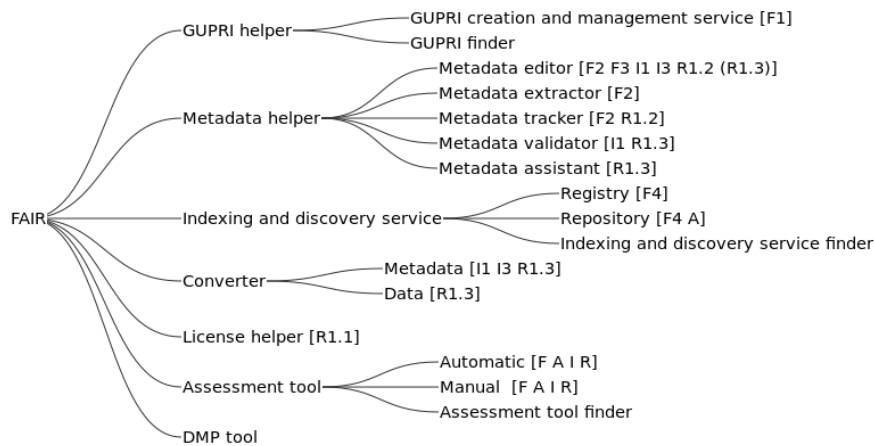 FAIR
GUPRI helper
GUPRI creation and management service [F1]
GUPRI finder
Metadata helper
Metadata editor [F2 F3 I1 I3 R1.2 (R1.3)]
Metadata extractor [F2]
Metadata tracker [F2 R1.2]
Metadata validator [I1 R1.3]
Metadata assistant [R1.3]
Indexing and discovery service
Registry [F4]
Repository [F4 A]
Indexing and discovery service finder
Converter
Metadata [I1 I3 R1.3]
Data [R1.3]
License helper [R1.1]
Assessment tool
Automatic [F A I R]
Manual  [F A I R]
Assessment tool finder
DMP tool